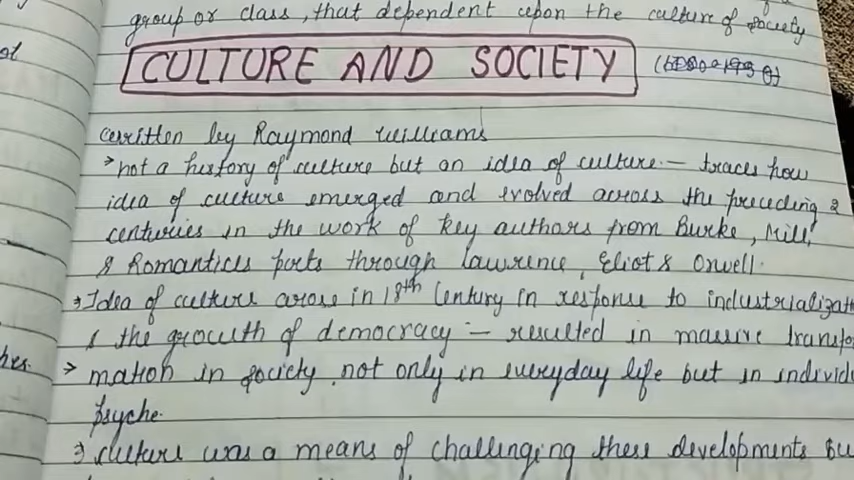 group or class, that dependent upon the culture of society
CULTURE AND SOCIETY
written by Raymond Williams
not a history of culture but an idea of culture — traces how
idea of culture emerged and evolved across the preceding 2
centuries in the work of key authors from Burke, Mill
& Romantics poets through Lawrence, Eliot & Orwell.
→ Idea of culture arose in 18th Century in response to industrializat
& the growth of democracy — resulted in massive transfo
→ mation in society not only in everyday life but in individ
psyche.
→ culture was a means of challenging these developments bu